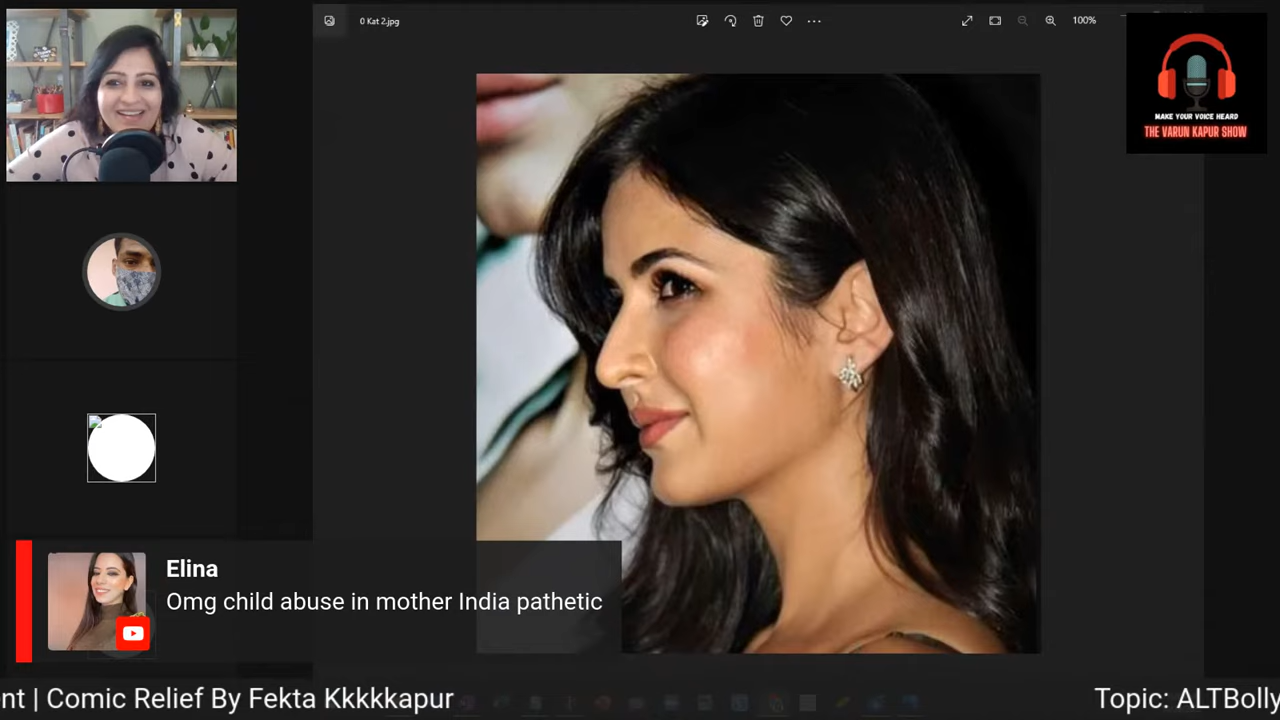 0 Kat 2.jpg
100%
MAKE YOUR VOICE HEARD
THE VARUN KAPUR SHOW
Elina
Omg child abuse in mother India pathetic
nt | Comic Relief By Fekta Kkkkkapur
Topic: ALTBolly